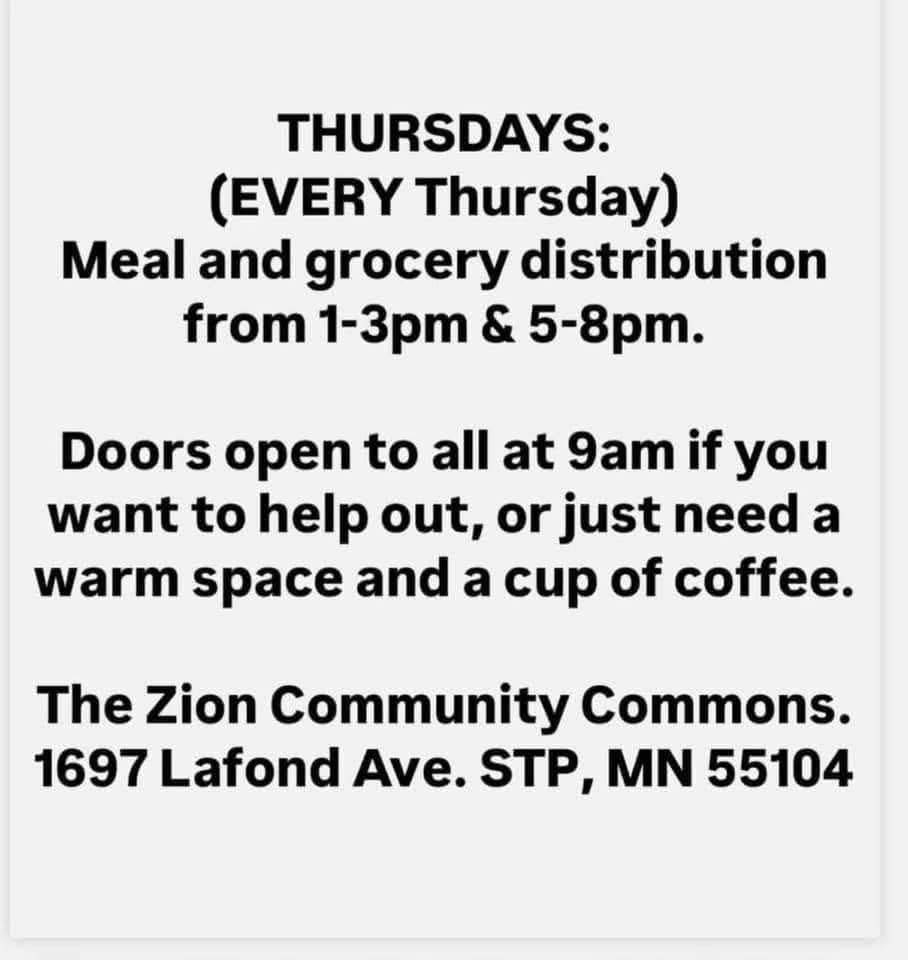 THURSDAYS:
(EVERY Thursday)
Meal and grocery distribution
from 1-3pm & 5-8pm.
Doors open to all at 9am if you
want to help out, or just need a
warm space and a cup of coffee.
The Zion Community Commons.
1697 Lafond Ave. STP, MN 55104